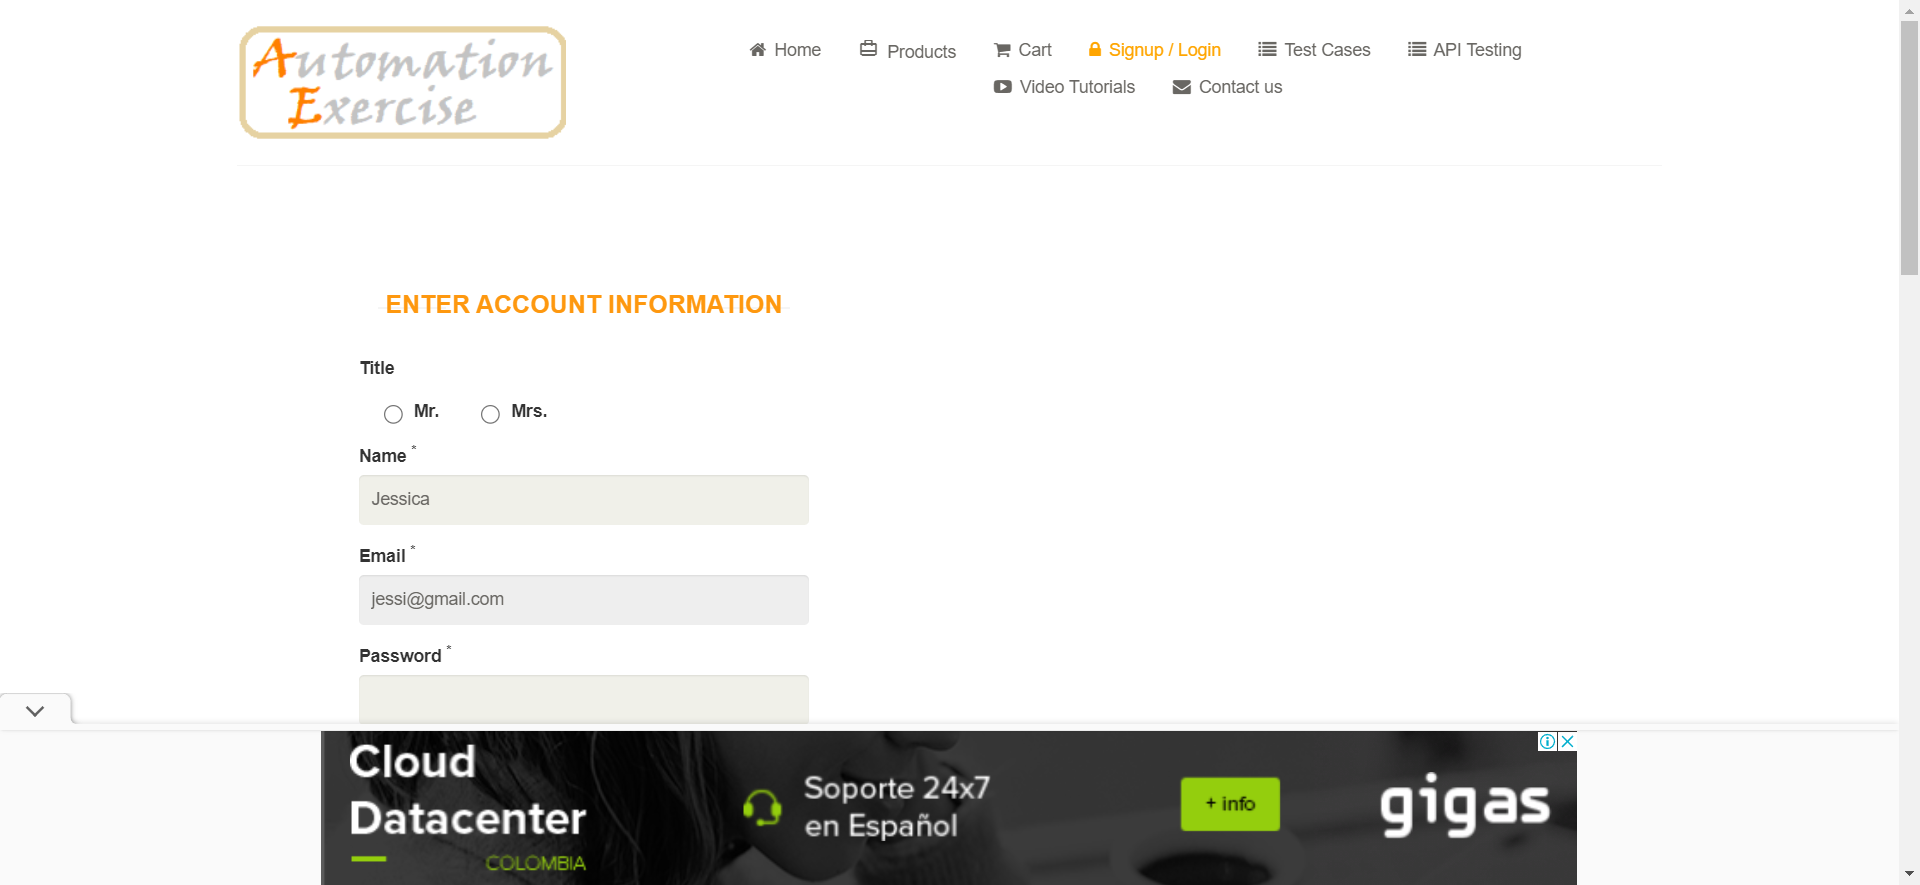 Automation
Exercise
Home
Products
Cart
Signup / Login
Test Cases
API Testing
Video Tutorials
Contact us
ENTER ACCOUNT INFORMATION
Title
Mr.
Mrs.
Name *
Jessica
Email *
jessi@gmail.com
Password *
Cloud
Datacenter
COLOMBIA
Soporte 24x7
en Español
+ info
gigas